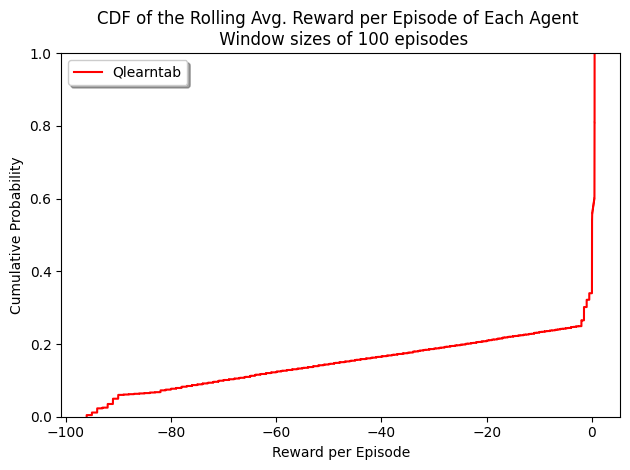 CDF of the Rolling Avg. Reward per Episode of Each Agent
Window sizes of 100 episodes
Qlearntab
Cumulative Probability
1.0
0.8
0.6
0.4
0.2
0.0
−100
−80
−60
−40
−20
0
Reward per Episode